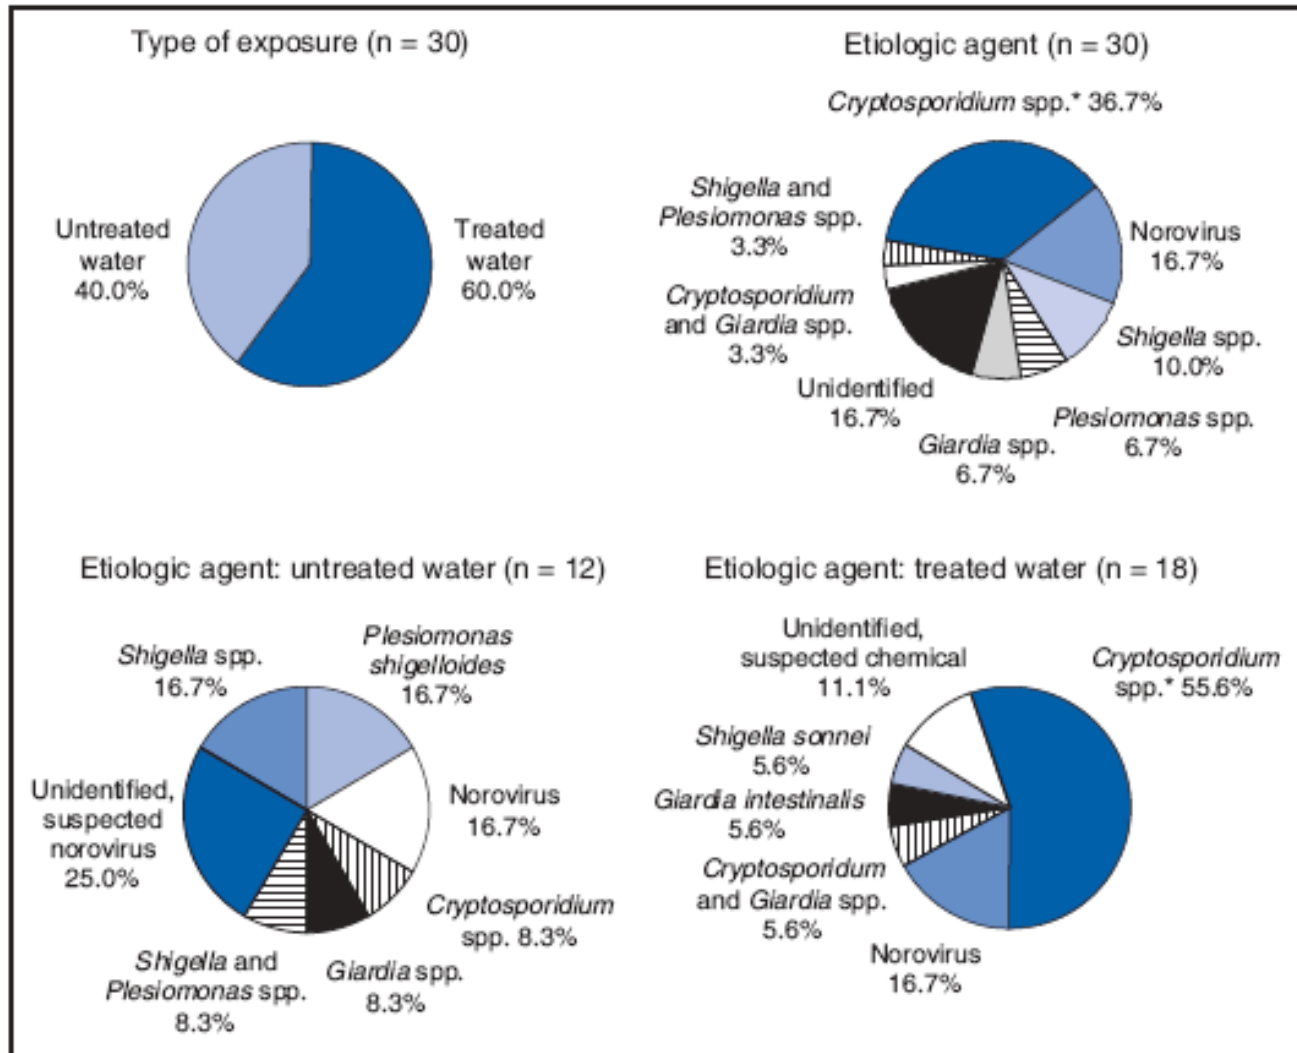 Type of exposure (n = 30)
Untreated
water
40.0%
Treated
water
60.0%
Etiologic agent (n = 30)
Cryptosporidium spp.* 36.7%
Norovirus
16.7%
Shigella spp.
10.0%
Plesiomonas spp.
6.7%
Giardia spp.
6.7%
Unidentified
16.7%
Cryptosporidium
and Giardia spp.
3.3%
Shigella and
Plesiomonas spp.
3.3%
Etiologic agent: untreated water (n = 12)
Plesiomonas
shigelloides
16.7%
Norovirus
16.7%
Cryptosporidium
spp. 8.3%
Giardia spp.
8.3%
Shigella and
Plesiomonas spp.
8.3%
Unidentified,
suspected
norovirus
25.0%
Shigella spp.
16.7%
Etiologic agent: treated water (n = 18)
Cryptosporidium
spp.* 55.6%
Norovirus
16.7%
Cryptosporidum
and Giardia spp.
5.6%
Giardia intestinalis
5.6%
Shigella sonnei
5.6%
Unidentified,
suspected chemical
11.1%